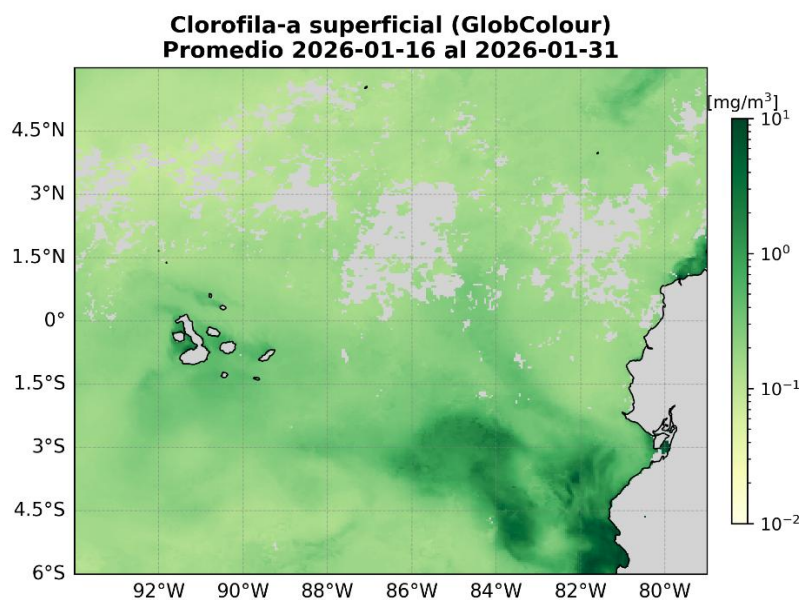 Clorofila-a superficial (GlobColour)
Promedio 2026-01-16 al 2026-01-31
[mg/m³]
10¹
4.5°N
3°N
1.5°N
10⁰
0°
1.5°S
10⁻¹
3°S
4.5°S
10⁻²
6°S
92°W 90°W 88°W 86°W 84°W 82°W 80°W